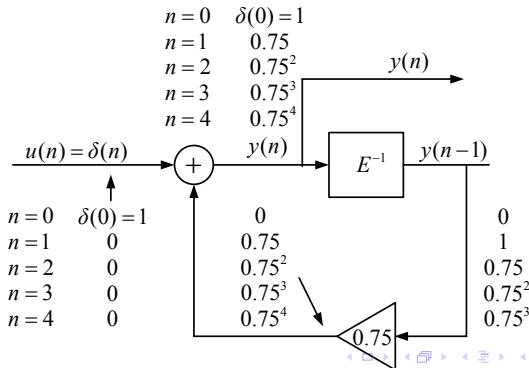 n = 0 δ(0) = 1
n = 1 0.75
n = 2 0.75²
n = 3 0.75³
n = 4 0.75⁴
y(n)
u(n) = δ(n)
+
y(n)
E⁻¹
y(n−1)
n = 0 δ(0) = 1
n = 1 0
n = 2 0
n = 3 0
n = 4 0
0
0.75
0.75²
0.75³
0.75⁴
0
1
0.75
0.75²
0.75³
0.75